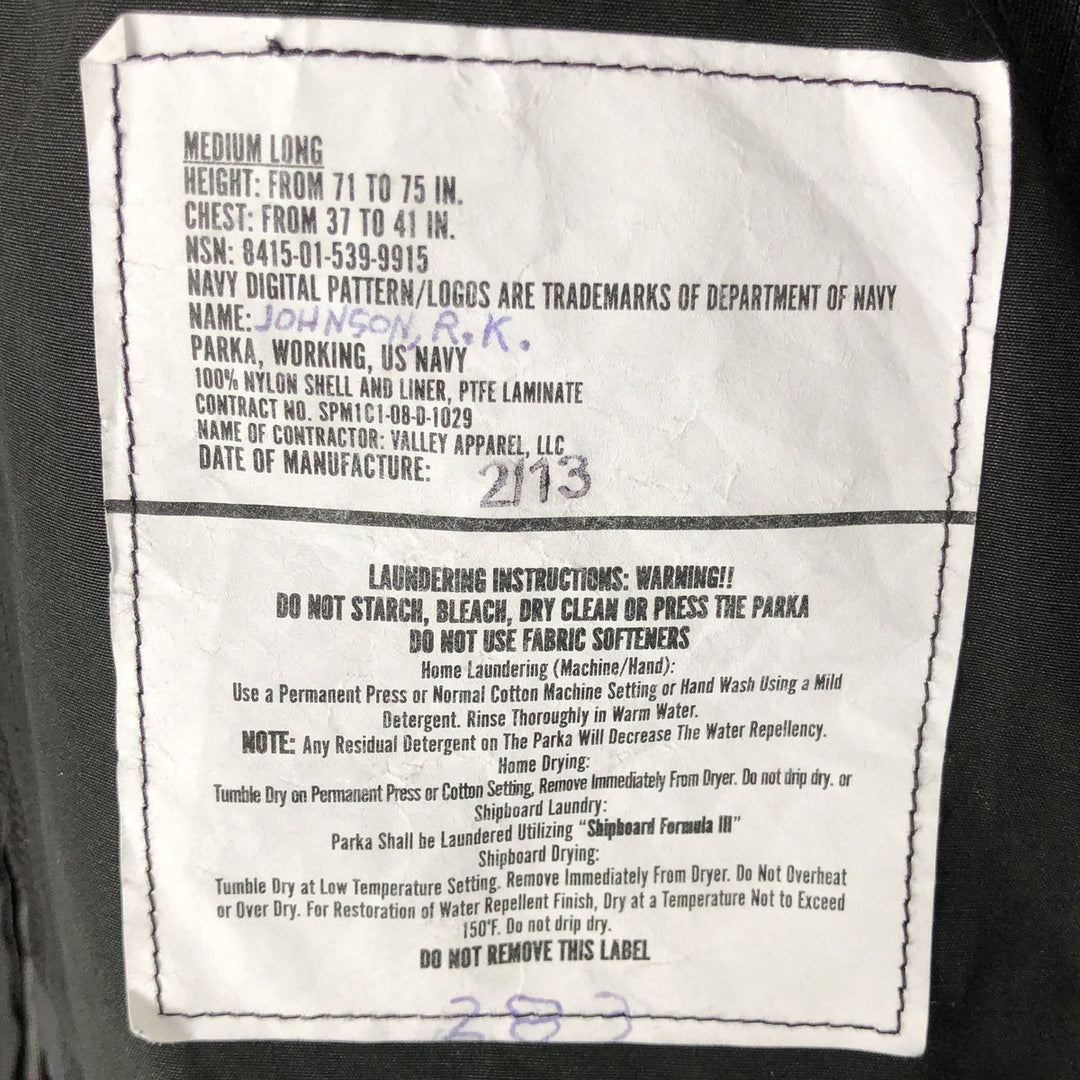 MEDIUM LONG
HEIGHT: FROM 71 TO 75 IN.
CHEST: FROM 37 TO 41 IN.
NSN: 8415-01-539-9915
NAVY DIGITAL PATTERN/LOGOS ARE TRADEMARKS OF DEPARTMENT OF NAVY
NAME: JOHNSON, R.K.
PARKA, WORKING, US NAVY
100% NYLON SHELL AND LINER, PTFE LAMINATE
CONTRACT NO. SPM1C1-08-D-1029
NAME OF CONTRACTOR: VALLEY APPAREL, LLC
DATE OF MANUFACTURE: 2/13
LAUNDERING INSTRUCTIONS: WARNING!!
DO NOT STARCH, BLEACH, DRY CLEAN OR PRESS THE PARKA
DO NOT USE FABRIC SOFTENERS
Home Laundering (Machine/Hand):
Use a Permanent Press or Normal Cotton Machine Setting or Hand Wash Using a Mild
Detergent. Rinse Thoroughly in Warm Water.
NOTE: Any Residual Detergent on The Parka Will Decrease The Water Repellency.
Home Drying:
Tumble Dry on Permanent Press or Cotton Setting, Remove Immediately From Dryer. Do not drip dry. or
Shipboard Laundry:
Parka Shall be Laundered Utilizing “Shipboard Formula III”
Shipboard Drying:
Tumble Dry at Low Temperature Setting. Remove Immediately From Dryer. Do Not Overheat
or Over Dry. For Restoration of Water Repellent Finish, Dry at a Temperature Not to Exceed
150°F. Do not drip dry.
DO NOT REMOVE THIS LABEL
283